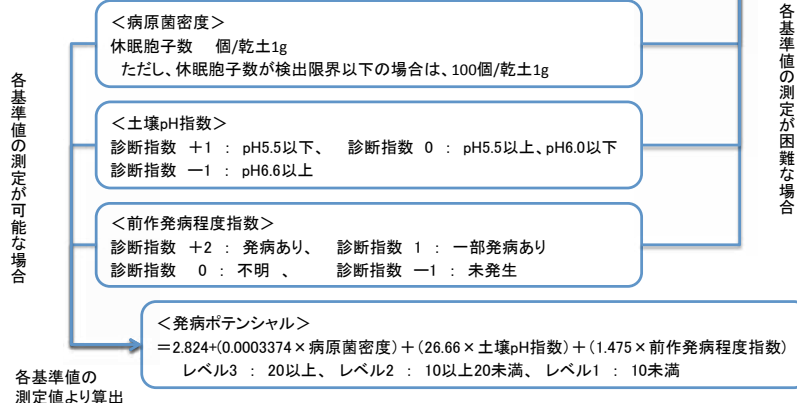 ＜病原菌密度＞
休眠胞子数　個/乾土1g
ただし、休眠胞子数が検出限界以下の場合は、100個/乾土1g
＜土壌pH指数＞
診断指数　＋1　：　pH5.5以下、　診断指数　0　：　pH5.5以上、pH6.0以下
診断指数　－1　：　pH6.6以上
＜前作発病程度指数＞
診断指数　＋2　：　発病あり、　診断指数　1　：　一部発病あり
診断指数　0　：　不明　、　診断指数　－1　：　未発生
＜発病ポテンシャル＞
＝2.824+(0.0003374×病原菌密度)＋(26.66×土壌pH指数)＋(1.475×前作発病程度指数)
レベル3　：　20以上、レベル2　：　10以上20未満、レベル1　：　10未満
各基準値の測定が可能な場合
各基準値の測定が困難な場合
各基準値の
測定値より算出